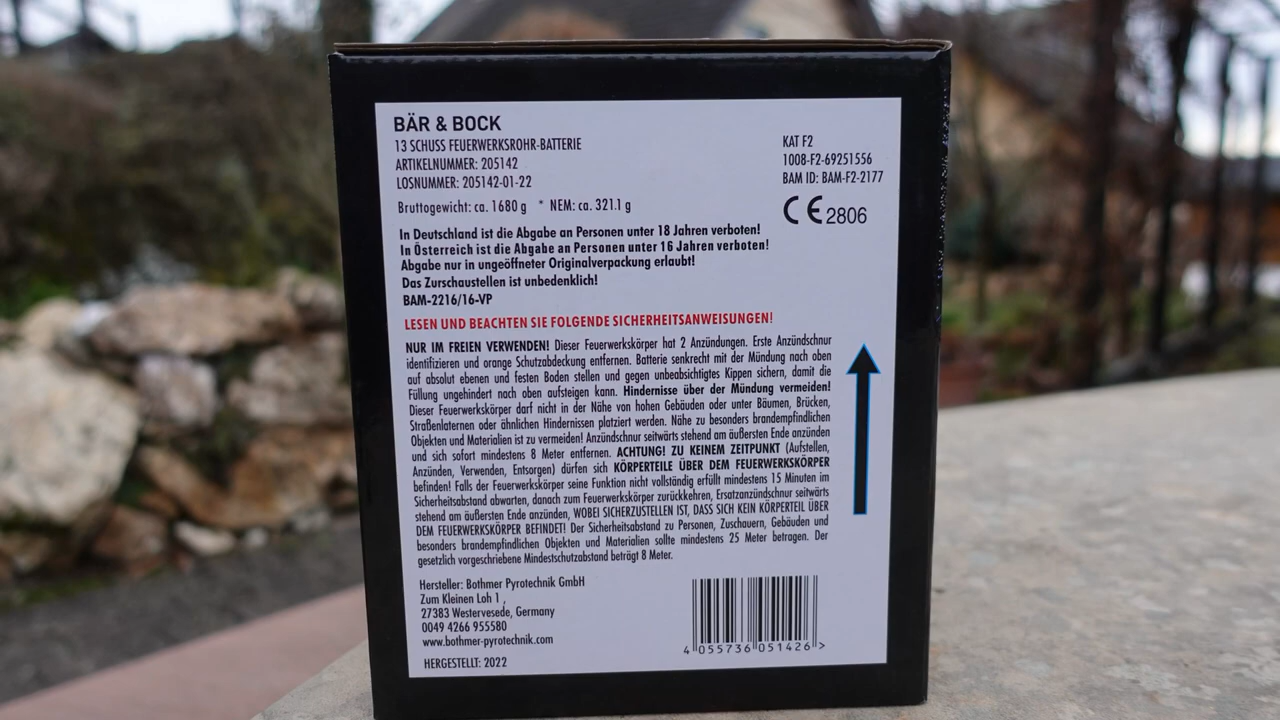 BÄR & BOCK
13 SCHUSS FEUERWERKSROHR-BATTERIE
ARTIKELNUMMER: 205142
LOSNUMMER: 205142-01-22
KAT F2
1008-F2-69251556
BAM ID: BAM-F2-2177
CE 2806
Bruttogewicht: ca. 1680 g * NEM: ca. 321.1 g
In Deutschland ist die Abgabe an Personen unter 18 Jahren verboten!
In Österreich ist die Abgabe an Personen unter 16 Jahren verboten!
Abgabe nur in ungeöffneter Originalverpackung erlaubt!
Das Zurschaustellen ist unbedenklich!
BAM-2216/16-VP
LESEN UND BEACHTEN SIE FOLGENDE SICHERHEITSANWEISUNGEN!
NUR IM FREIEN VERWENDEN! Dieser Feuerwerkskörper hat 2 Anzündungen. Erste Anzündschnur
identifizieren und orange Schutzabdeckung entfernen. Batterie senkrecht mit der Mündung nach oben
auf absolut ebenen und festen Boden stellen und gegen unbeabsichtigtes Kippen sichern, damit die
Füllung ungehindert nach oben aufsteigen kann. Hindernisse über der Mündung vermeiden!
Dieser Feuerwerkskörper darf nicht in der Nähe von hohen Gebäuden oder unter Bäumen, Brücken,
Straßenlaternen oder ähnlichen Hindernissen platziert werden. Nähe zu besonders brandempfindlichen
Objekten und Materialien ist zu vermeiden! Anzündschnur seitwärts stehend am äußersten Ende anzünden
und sich sofort mindestens 8 Meter entfernen. ACHTUNG! ZU KEINEM ZEITPUNKT (Aufstellen,
Anzünden, Verwenden, Entsorgen) dürfen sich KÖRPERTEILE ÜBER DEM FEUERWERKSKÖRPER
befinden! Falls der Feuerwerkskörper seine Funktion nicht vollständig erfüllt mindestens 15 Minuten im
Sicherheitsabstand abwarten, danach zum Feuerwerkskörper zurückkehren, Ersatzanzündschnur seitwärts
stehend am äußersten Ende anzünden, WOBEI SICHERZUSTELLEN IST, DASS SICH KEIN KÖRPERTEIL ÜBER
DEM FEUERWERKSKÖRPER BEFINDET! Der Sicherheitsabstand zu Personen, Zuschauern, Gebäuden und
besonders brandempfindlichen Objekten und Materialien sollte mindestens 25 Meter betragen. Der
gesetzlich vorgeschriebene Mindestschutzabstand beträgt 8 Meter.
Hersteller: Bothmer Pyrotechnik GmbH
Zum Kleinen Loh 1 ,
27383 Westervesede, Germany
0049 4266 955580
www.bothmer-pyrotechnik.com
HERGESTELLT: 2022
4 055736 051426 >